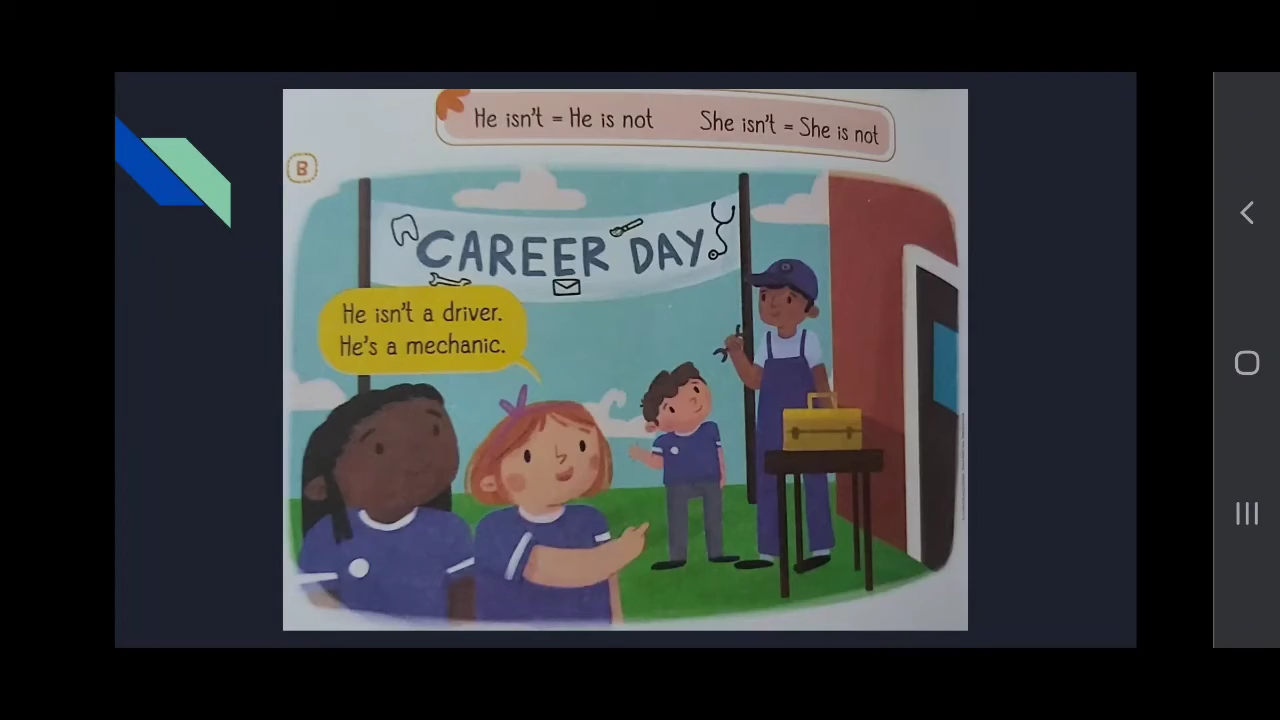 He isn't = He is not She isn't = She is not
B
CAREER DAY
He isn't a driver.
He's a mechanic.